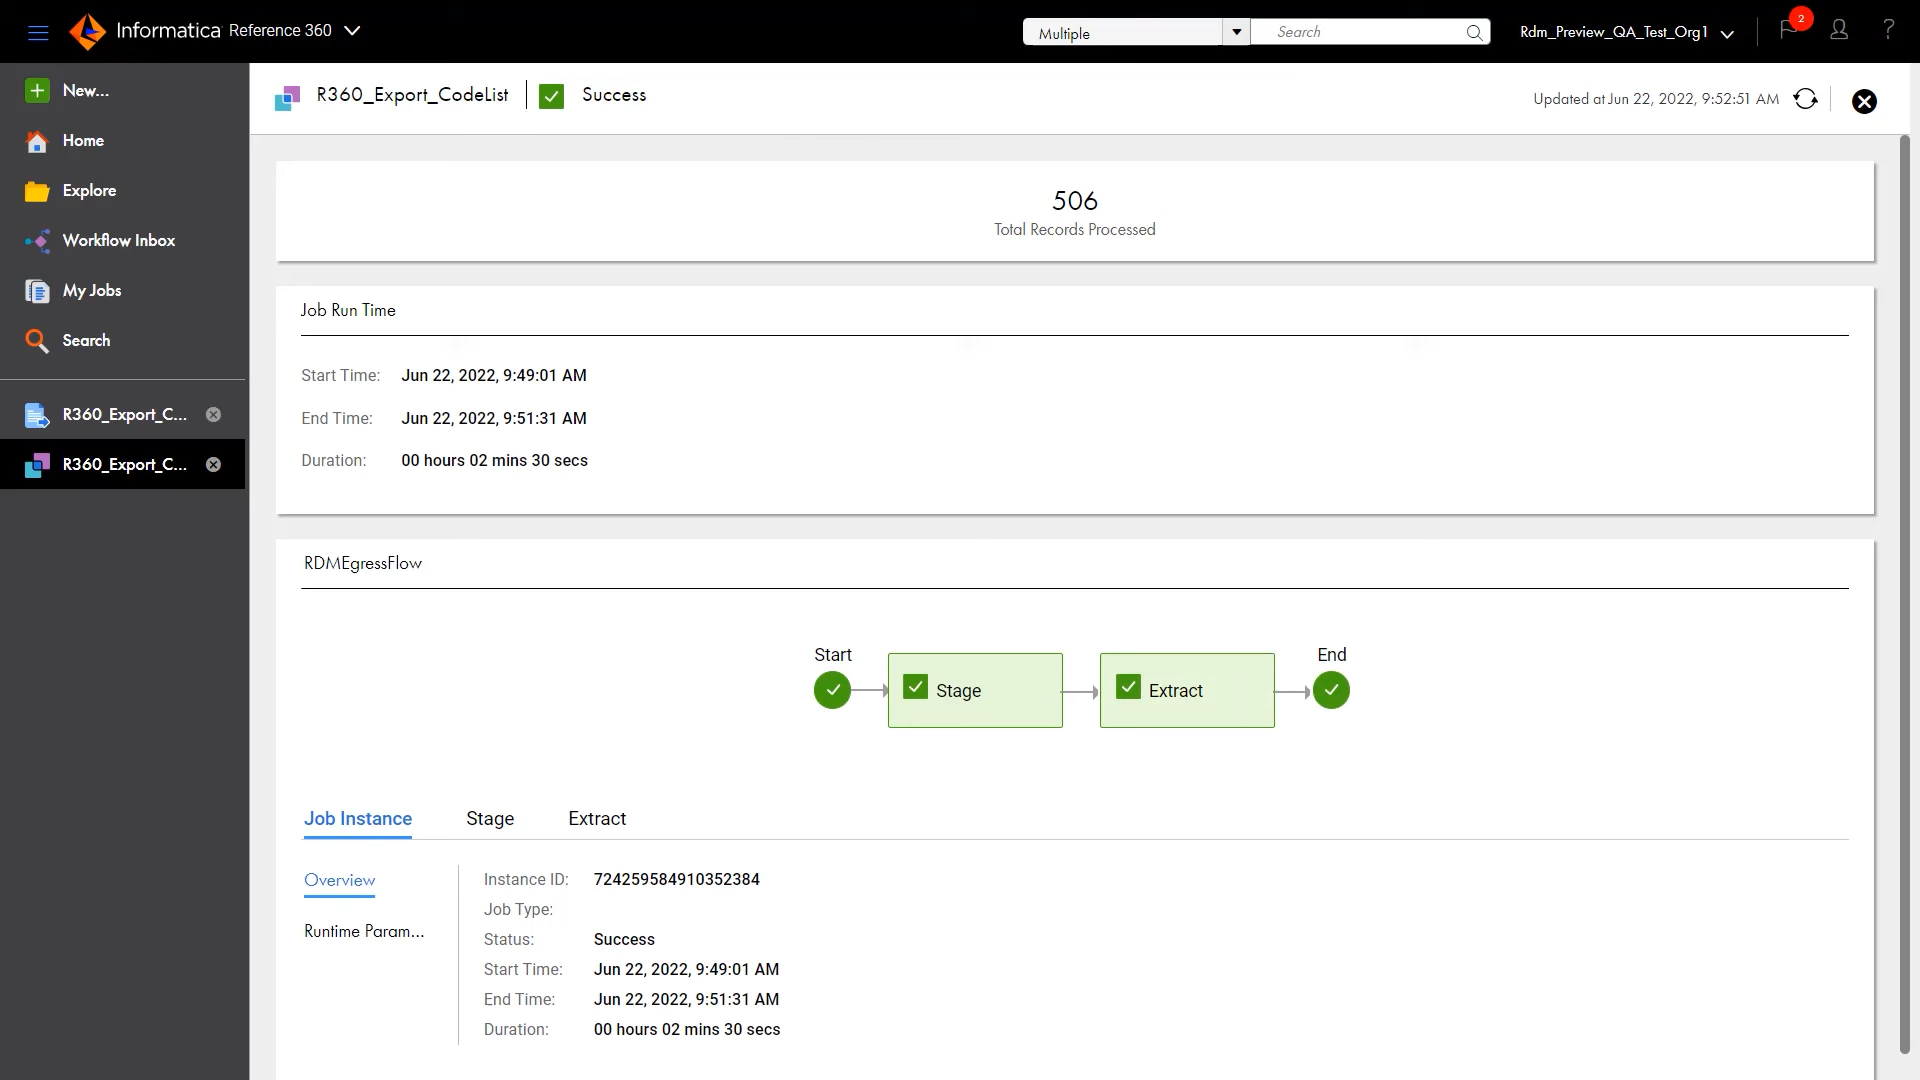 Informatica Reference 360
Multiple
Search
Rdm_Preview_QA_Test_Org1
2
?
New...
Home
Explore
Workflow Inbox
My Jobs
Search
R360_Export_C...
R360_Export_C...
R360_Export_CodeList
Success
Updated at Jun 22, 2022, 9:52:51 AM
506
Total Records Processed
Job Run Time
Start Time: Jun 22, 2022, 9:49:01 AM
End Time: Jun 22, 2022, 9:51:31 AM
Duration: 00 hours 02 mins 30 secs
RDMEgressFlow
Start
Stage
Extract
End
Job Instance
Stage
Extract
Overview
Runtime Param...
Instance ID: 724259584910352384
Job Type:
Status: Success
Start Time: Jun 22, 2022, 9:49:01 AM
End Time: Jun 22, 2022, 9:51:31 AM
Duration: 00 hours 02 mins 30 secs